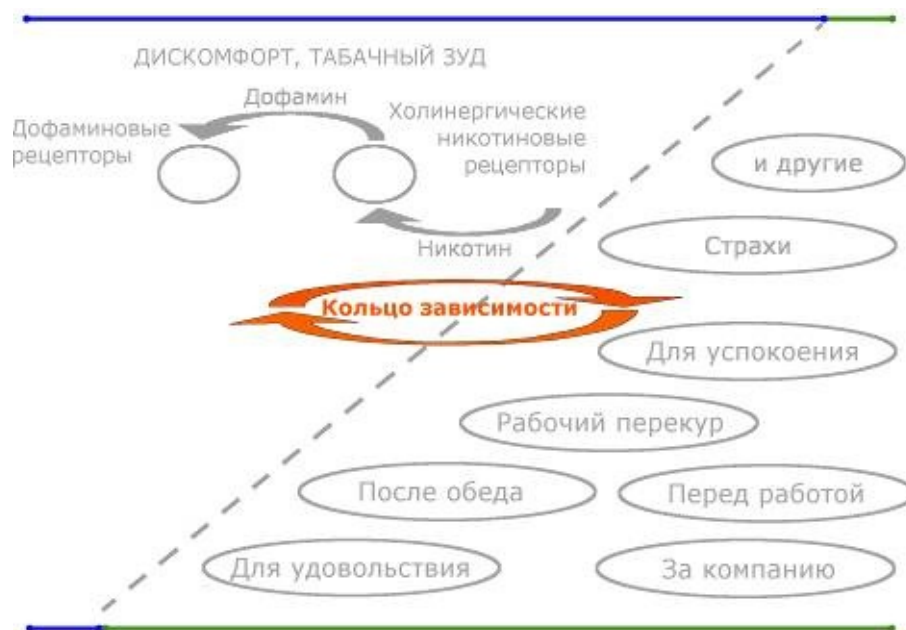 ДИСКОМФОРТ, ТАБАЧНЫЙ ЗУД
Дофамин
Дофаминовые
рецепторы
Холинергические
никотиновые
рецепторы
Никотин
и другие
Страхи
Кольцо зависимости
Для успокоения
Рабочий перекур
После обеда
Перед работой
Для удовольствия
За компанию